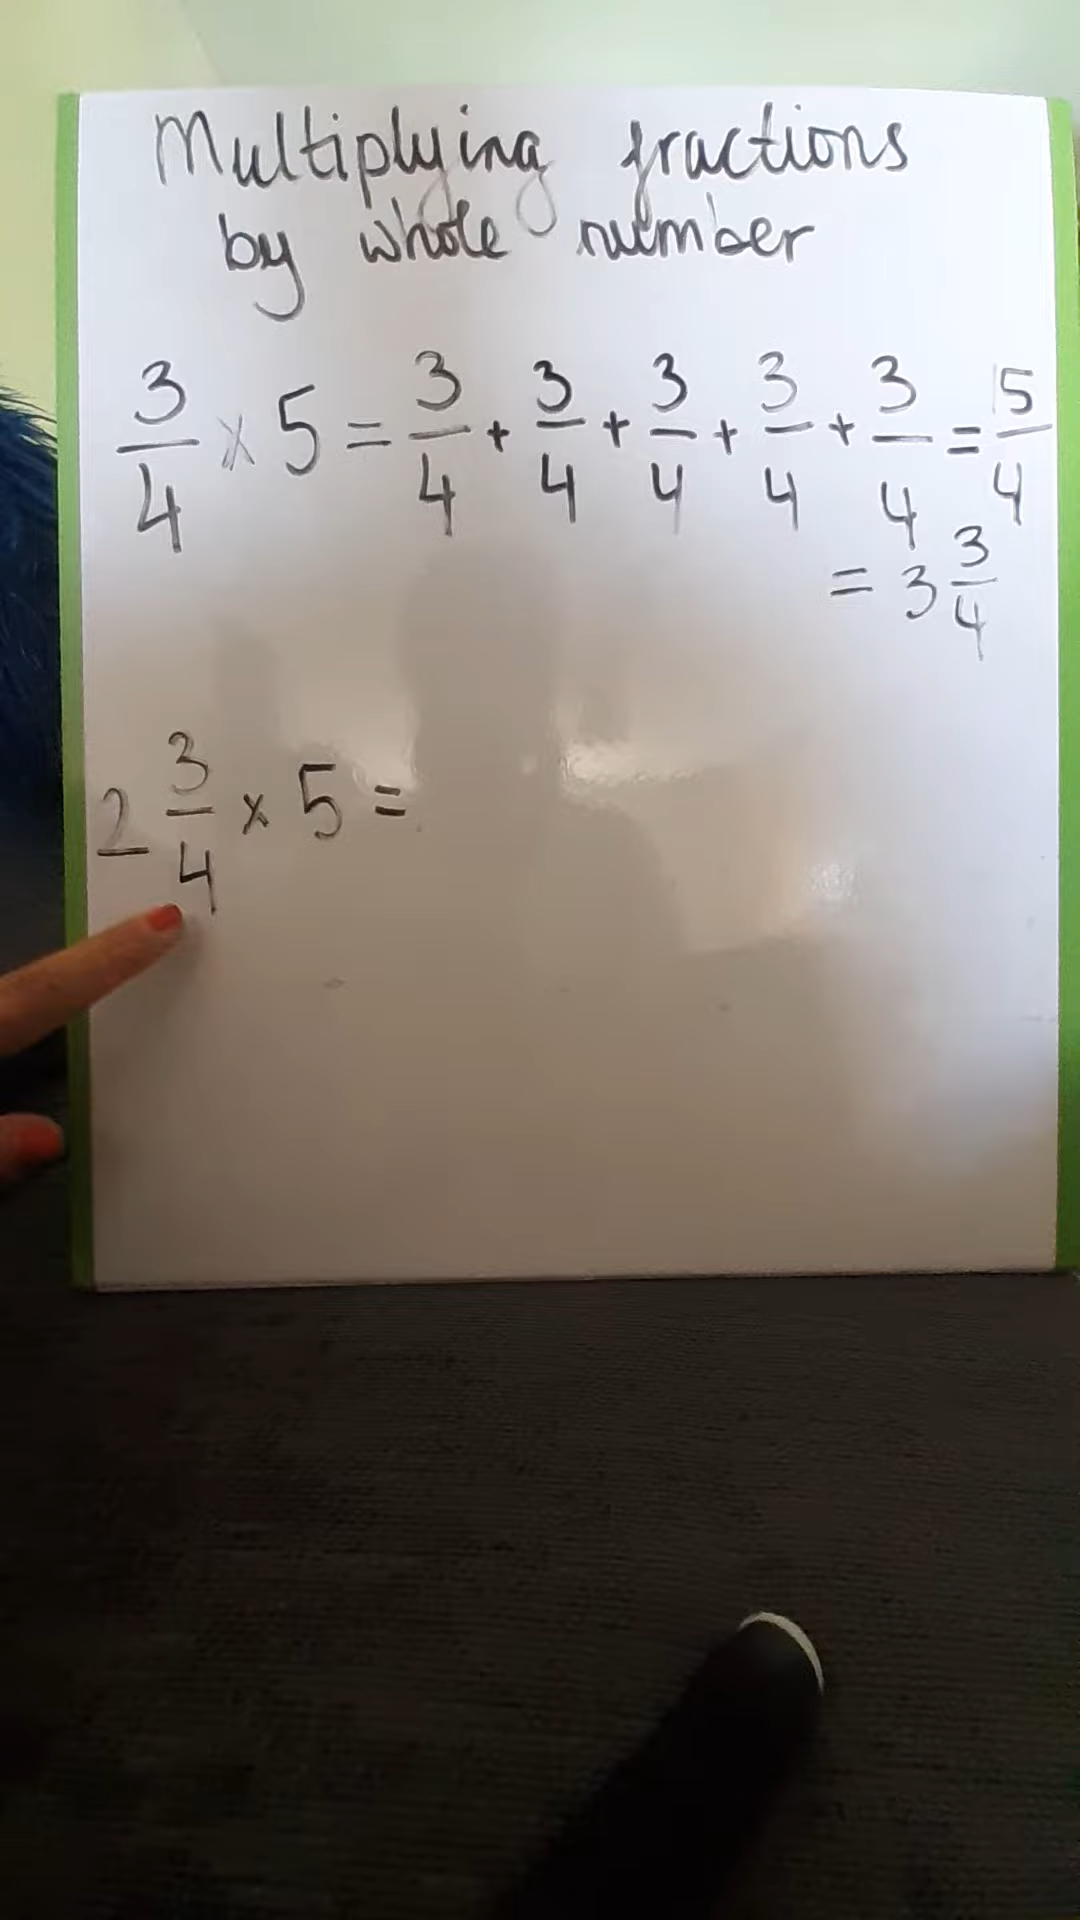 Multiplying fractions
by whole number
3/4 × 5 = 3/4 + 3/4 + 3/4 + 3/4 + 3/4 = 15/4
= 3 3/4
2 3/4 × 5 =